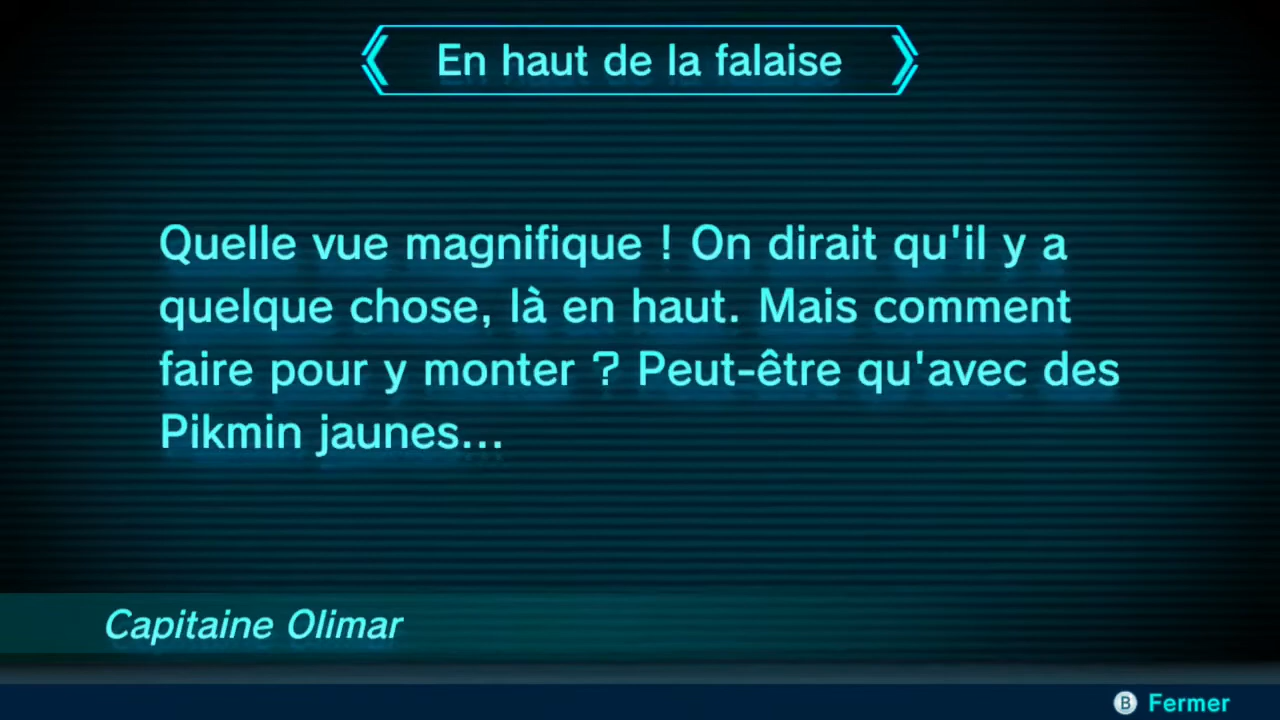 En haut de la falaise
Quelle vue magnifique ! On dirait qu'il y a
quelque chose, là en haut. Mais comment
faire pour y monter ? Peut-être qu'avec des
Pikmin jaunes...
Capitaine Olimar
B Fermer